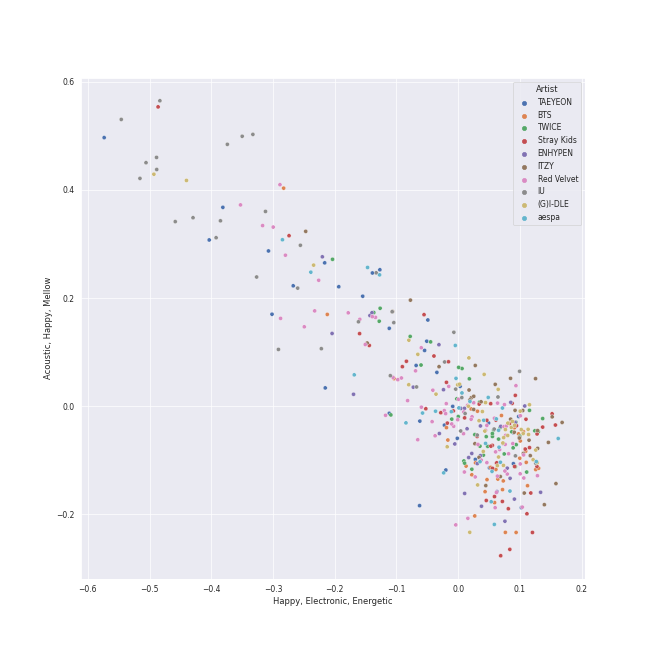 0.6
0.4
0.2
0.0
−0.2
Acoustic, Happy, Mellow
Artist
TAEYEON
BTS
TWICE
Stray Kids
ENHYPEN
ITZY
Red Velvet
IU
(G)I-DLE
aespa
−0.6 −0.5 −0.4 −0.3 −0.2 −0.1 0.0 0.1 0.2
Happy, Electronic, Energetic